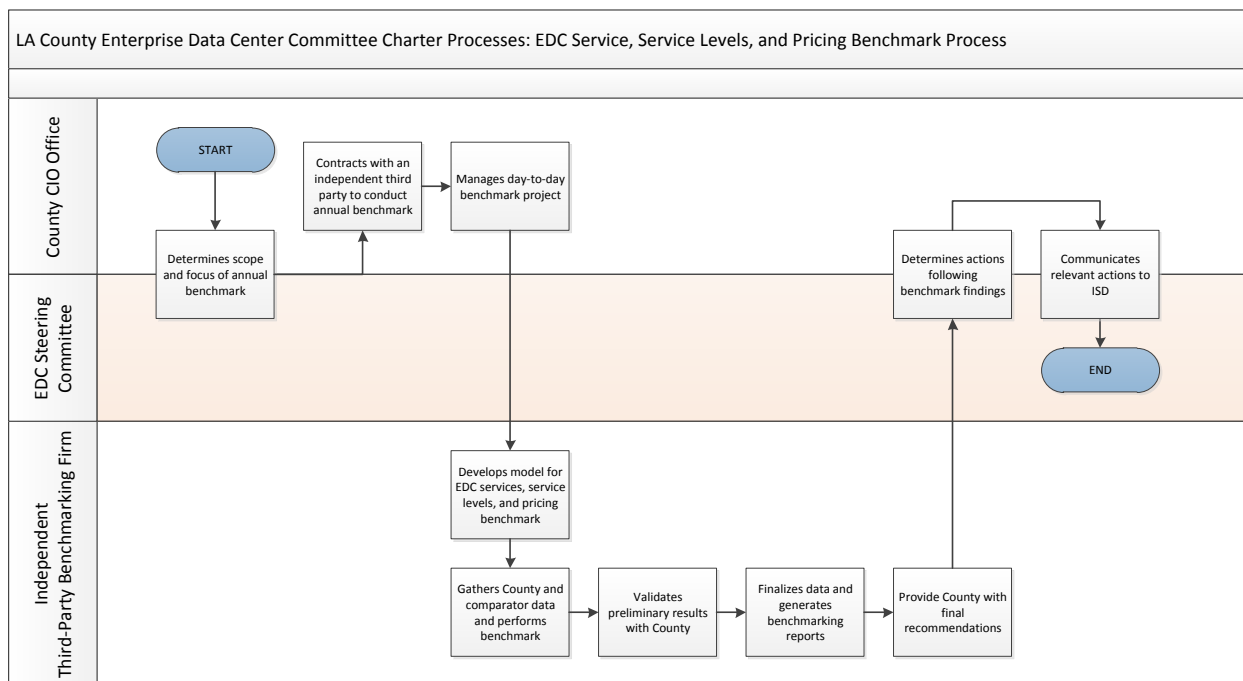 LA County Enterprise Data Center Committee Charter Processes: EDC Service, Service Levels, and Pricing Benchmark Process
County CIO Office
START
Determines scope
and focus of annual
benchmark
Contracts with an
independent third
party to conduct
annual benchmark
Manages day-to-day
benchmark project
Determines actions
following
benchmark findings
Communicates
relevant actions to
ISD
EDC Steering
Committee
END
Independent
Third-Party Benchmarking Firm
Develops model for
EDC services, service
levels, and pricing
benchmark
Gathers County and
comparator data
and performs
benchmark
Validates
preliminary results
with County
Finalizes data and
generates
benchmarking
reports
Provide County with
final
recommendations